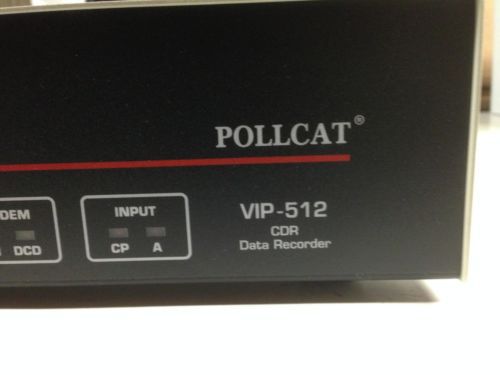 POLLCAT®
DEM
INPUT
VIP-512
DCD
CP A
CDR
Data Recorder